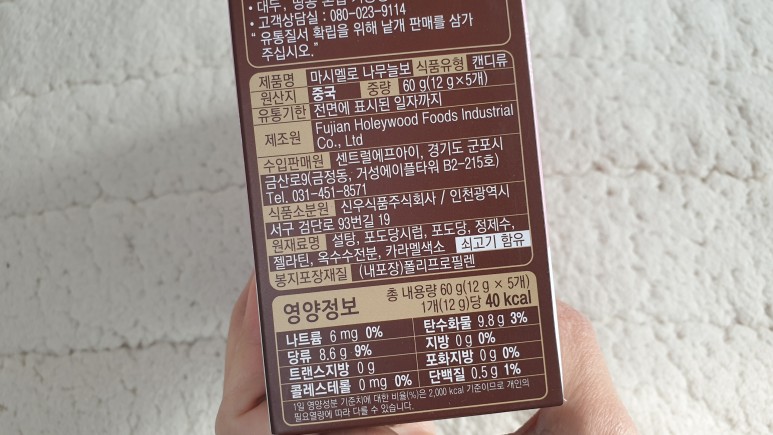 • 대두, 땅콩
• 고객상담실 : 080-023-9114
" 유통질서 확립을 위해 낱개 판매를 삼가
주십시오."
제품명 마시멜로 나무늘보 식품유형 캔디류
원산지 중국 중량 60 g(12 g×5개)
유통기한 전면에 표시된 일자까지
제조원 Fujian Holeywood Foods Industrial
Co., Ltd
수입판매원 센트럴에프아이, 경기도 군포시
금산로9(금정동, 거성에이플타워 B2-215호)
Tel. 031-451-8571
식품소분원 신우식품주식회사 / 인천광역시
서구 검단로 93번길 19
원재료명 설탕, 포도당시럽, 포도당, 정제수,
젤라틴, 옥수수전분, 카라멜색소 쇠고기 함유
봉지포장재질 (내포장)폴리프로필렌
영양정보 총 내용량 60 g(12 g × 5개)
1개(12 g)당 40 kcal
나트륨 6 mg 0% 탄수화물 9.8 g 3%
당류 8.6 g 9% 지방 0 g 0%
트랜스지방 0 g 포화지방 0 g 0%
콜레스테롤 0 mg 0% 단백질 0.5 g 1%
1일 영양성분 기준치에 대한 비율(%)은 2,000 kcal 기준이므로 개인의
필요열량에 따라 다를 수 있습니다.